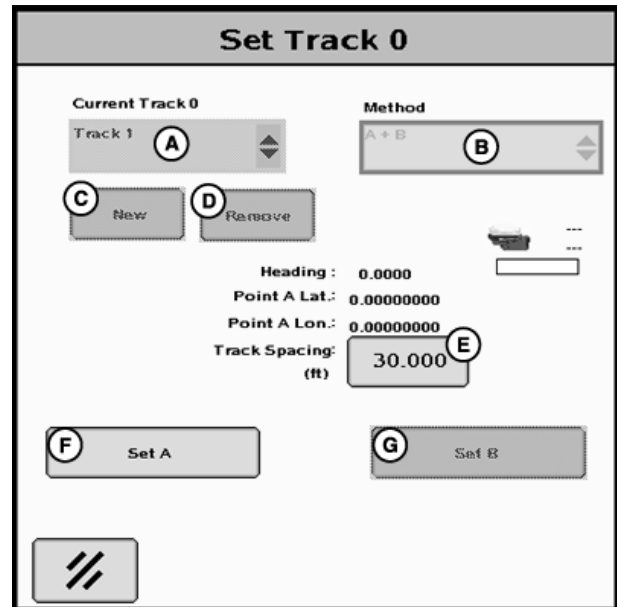 Set Track 0
Current Track 0
Method
Track 1
A
A + B
B
C
New
D
Remove
---
---
Heading : 0.0000
Point A Lat.: 0.00000000
Point A Lon.: 0.00000000
Track Spacing:
(ft)
30.000
E
F
Set A
G
Set B